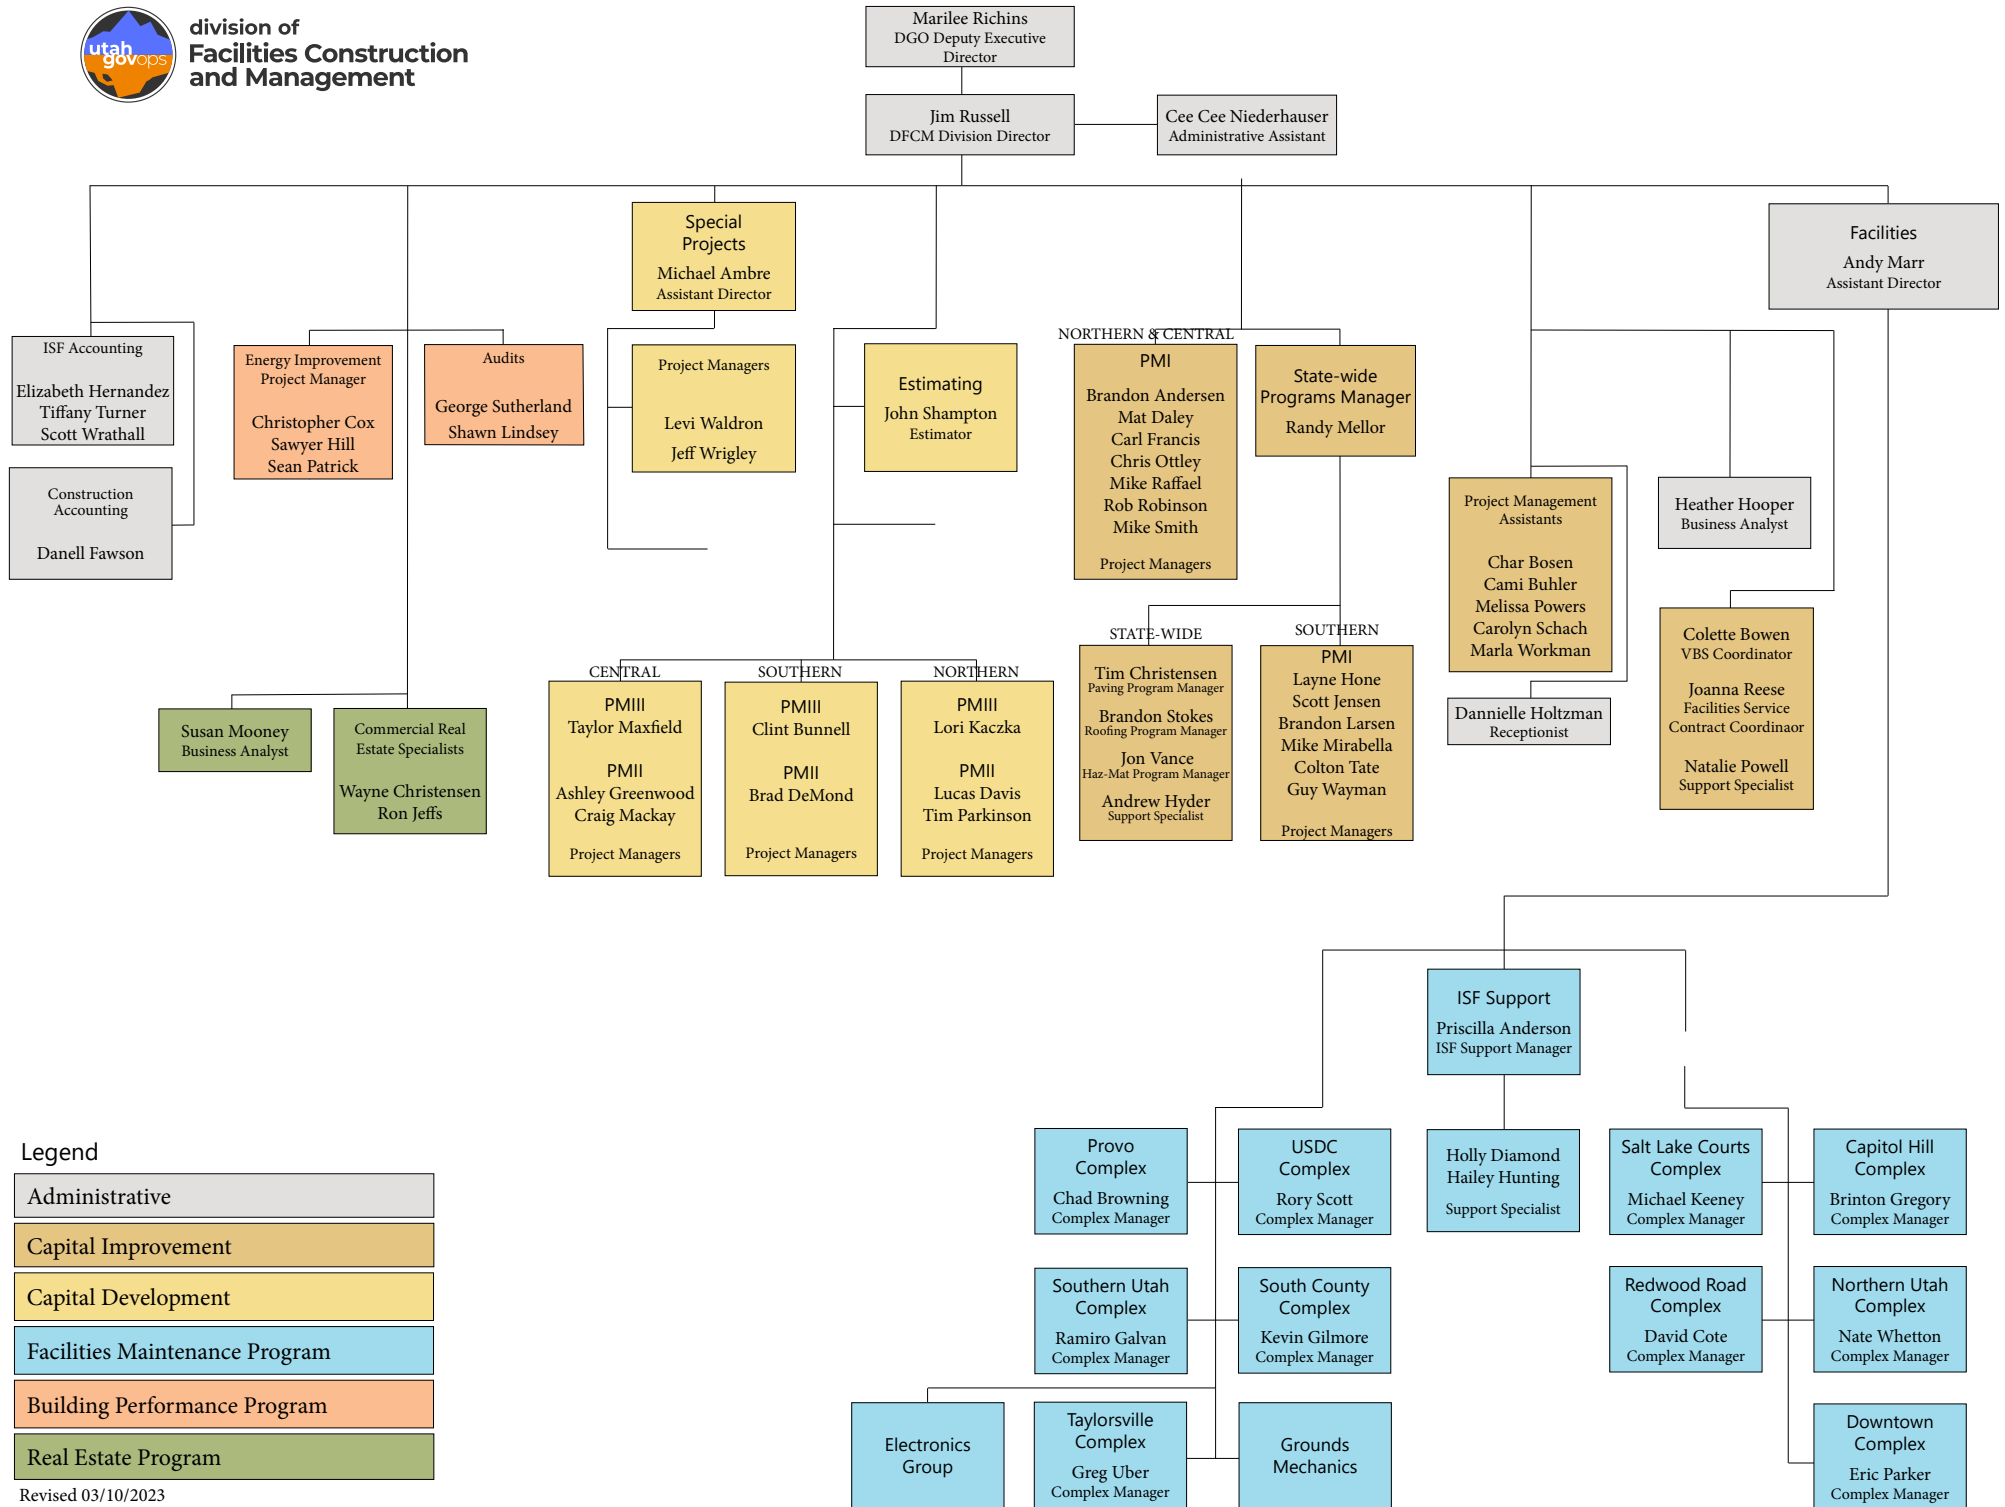 utah
govops
division of
Facilities Construction
and Management
Marilee Richins
DGO Deputy Executive
Director
Jim Russell
DFCM Division Director
Cee Cee Niederhauser
Administrative Assistant
Special
Projects
Michael Ambre
Assistant Director
Facilities
Andy Marr
Assistant Director
ISF Accounting
Elizabeth Hernandez
Tiffany Turner
Scott Wrathall
Construction
Accounting
Danell Fawson
Energy Improvement
Project Manager
Christopher Cox
Sawyer Hill
Sean Patrick
Audits
George Sutherland
Shawn Lindsey
Project Managers
Levi Waldron
Jeff Wrigley
Estimating
John Shampton
Estimator
NORTHERN & CENTRAL
PMI
Brandon Andersen
Mat Daley
Carl Francis
Chris Ottley
Mike Raffael
Rob Robinson
Mike Smith
Project Managers
State-wide
Programs Manager
Randy Mellor
Project Management
Assistants
Char Bosen
Cami Buhler
Melissa Powers
Carolyn Schach
Marla Workman
Heather Hooper
Business Analyst
Dannielle Holtzman
Receptionist
Colette Bowen
VBS Coordinator
Joanna Reese
Facilities Service
Contract Coordinaor
Natalie Powell
Support Specialist
Susan Mooney
Business Analyst
Commercial Real
Estate Specialists
Wayne Christensen
Ron Jeffs
CENTRAL
PMIII
Taylor Maxfield
PMII
Ashley Greenwood
Craig Mackay
Project Managers
SOUTHERN
PMIII
Clint Bunnell
PMII
Brad DeMond
Project Managers
NORTHERN
PMIII
Lori Kaczka
PMII
Lucas Davis
Tim Parkinson
Project Managers
STATE-WIDE
Tim Christensen
Paving Program Manager
Brandon Stokes
Roofing Program Manager
Jon Vance
Haz-Mat Program Manager
Andrew Hyder
Support Specialist
SOUTHERN
PMI
Layne Hone
Scott Jensen
Brandon Larsen
Mike Mirabella
Colton Tate
Guy Wayman
Project Managers
ISF Support
Priscilla Anderson
ISF Support Manager
Holly Diamond
Hailey Hunting
Support Specialist
Provo
Complex
Chad Browning
Complex Manager
USDC
Complex
Rory Scott
Complex Manager
Salt Lake Courts
Complex
Michael Keeney
Complex Manager
Capitol Hill
Complex
Brinton Gregory
Complex Manager
Southern Utah
Complex
Ramiro Galvan
Complex Manager
South County
Complex
Kevin Gilmore
Complex Manager
Redwood Road
Complex
David Cote
Complex Manager
Northern Utah
Complex
Nate Whetton
Complex Manager
Electronics
Group
Taylorsville
Complex
Greg Uber
Complex Manager
Grounds
Mechanics
Downtown
Complex
Eric Parker
Complex Manager
Legend
Administrative
Capital Improvement
Capital Development
Facilities Maintenance Program
Building Performance Program
Real Estate Program
Revised 03/10/2023